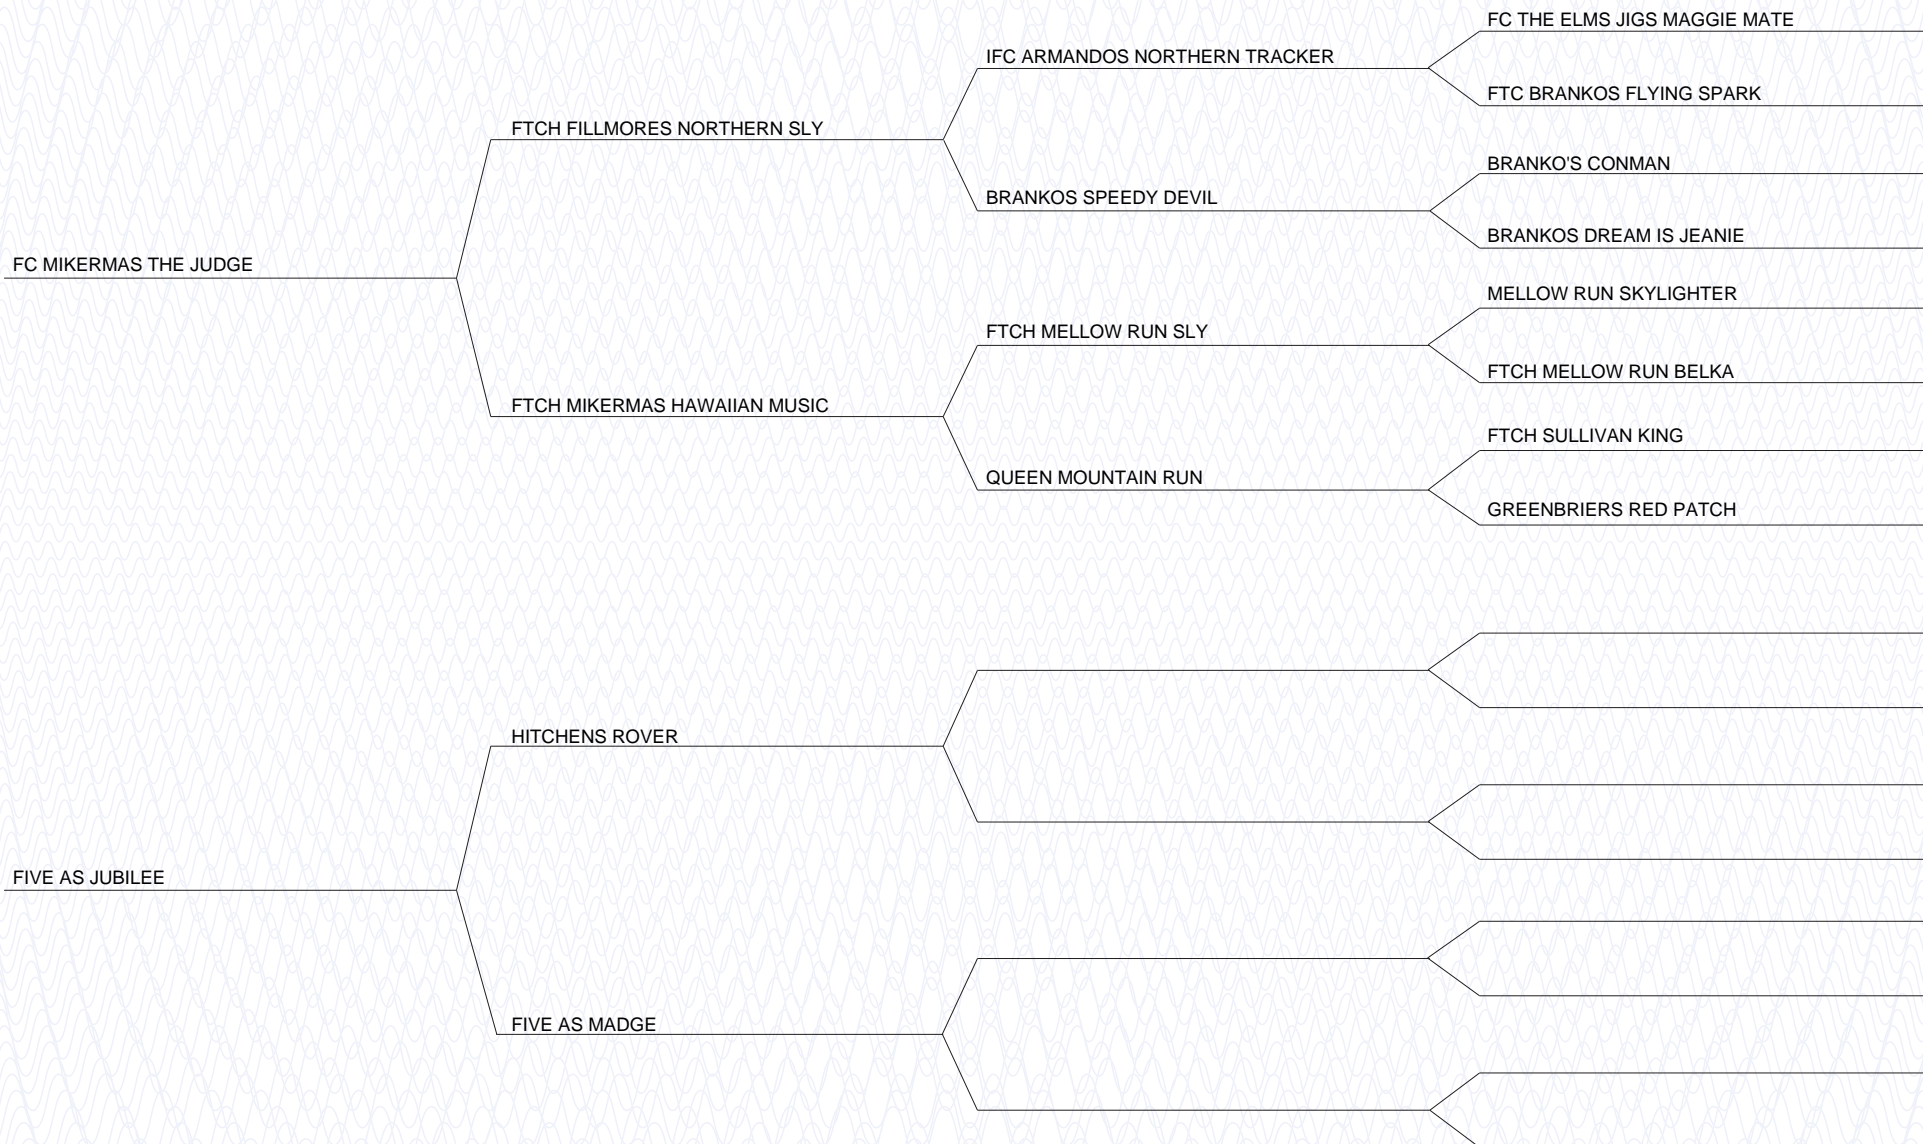 FC THE ELMS JIGS MAGGIE MATE
IFC ARMANDOS NORTHERN TRACKER
FTC BRANKOS FLYING SPARK
FTCH FILLMORES NORTHERN SLY
BRANKO'S CONMAN
BRANKOS SPEEDY DEVIL
BRANKOS DREAM IS JEANIE
FC MIKERMAS THE JUDGE
MELLOW RUN SKYLIGHTER
FTCH MELLOW RUN SLY
FTCH MELLOW RUN BELKA
FTCH MIKERMAS HAWAIIAN MUSIC
FTCH SULLIVAN KING
QUEEN MOUNTAIN RUN
GREENBRIERS RED PATCH
HITCHENS ROVER
FIVE AS JUBILEE
FIVE AS MADGE